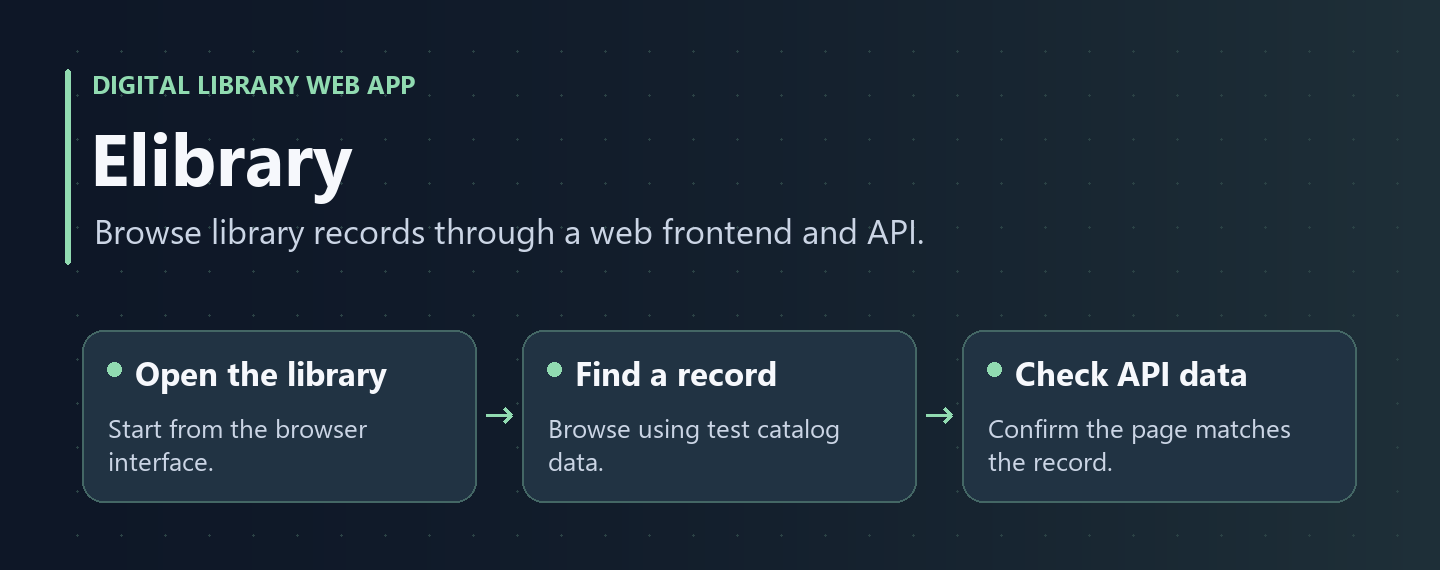 DIGITAL LIBRARY WEB APP
Elibrary
Browse library records through a web frontend and API.
Open the library
Start from the browser
interface.
Find a record
Browse using test catalog
data.
Check API data
Confirm the page matches
the record.